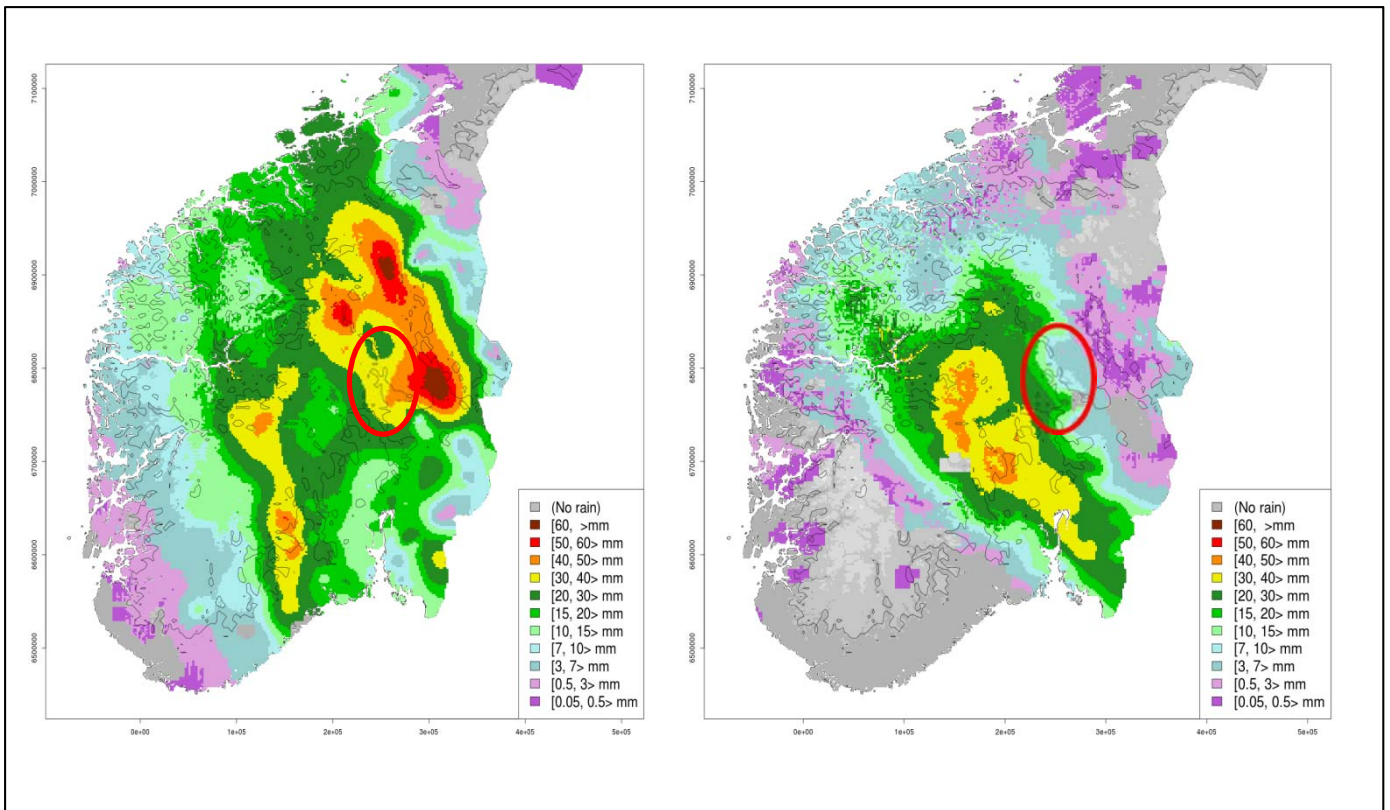 7100000
7000000
6900000
6800000
6700000
6600000
6500000
0e+00 1e+05 2e+05 3e+05 4e+05 5e+05
(No rain)
[60, >mm
[50, 60> mm
[40, 50> mm
[30, 40> mm
[20, 30> mm
[15, 20> mm
[10, 15> mm
[7, 10> mm
[3, 7> mm
[0.5, 3> mm
[0.05, 0.5> mm
7100000
7000000
6900000
6800000
6700000
6600000
6500000
0e+00 1e+05 2e+05 3e+05 4e+05 5e+05
(No rain)
[60, >mm
[50, 60> mm
[40, 50> mm
[30, 40> mm
[20, 30> mm
[15, 20> mm
[10, 15> mm
[7, 10> mm
[3, 7> mm
[0.5, 3> mm
[0.05, 0.5> mm